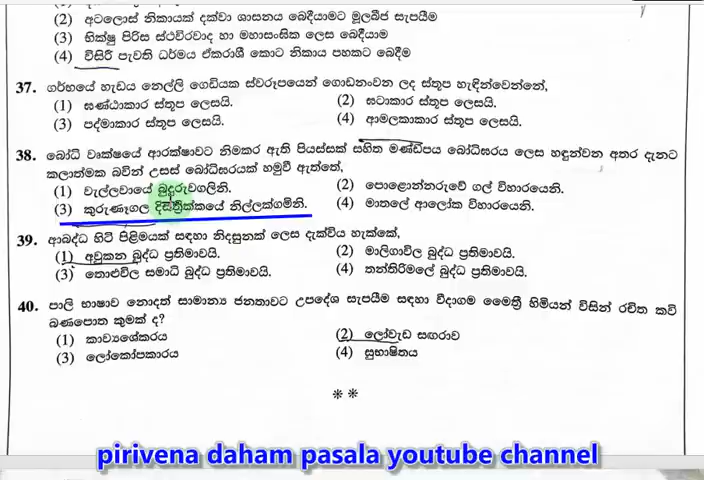 (2) අටලොස් නිකායක් දක්වා ශාසනය බෙදීයාමට මූලබීජ සැපයීම
(3) භික්ෂු පිරිස ස්ථවිරවාද හා මහාසංඝික ලෙස බෙදීයාම
(4) විසිරී පැවති ධර්මය ඒකරාශී කොට නිකාය පහකට බෙදීම
37. ගර්භයේ හැඩය නෙල්ලි ගෙඩියක ස්වරූපයෙන් ගොඩනංවන ලද ස්තූප හැඳින්වෙන්නේ,
(1) ඝණ්ඨාකාර ස්තූප ලෙසයි. (2) ඝටාකාර ස්තූප ලෙසයි.
(3) පද්මාකාර ස්තූප ලෙසයි. (4) ආමලකාකාර ස්තූප ලෙසයි.
38. බෝධි වෘක්ෂයේ ආරක්ෂාවට නිමකර ඇති පියස්සක් සහිත මණ්ඩපය බෝධිඝරය ලෙස හඳුන්වන අතර දැනට
කලාත්මක බවින් උසස් බෝධිඝරයක් හමුවී ඇත්තේ,
(1) වැල්ලවායේ බුදුරුවගලිනි. (2) පොළොන්නරුවේ ගල් විහාරයෙනි.
(3) කුරුණෑගල දිස්ත්‍රික්කයේ නිල්ලක්ගමිනි. (4) මාතලේ ආලෝක විහාරයෙනි.
39. ආබද්ධ හිටි පිළිමයක් සඳහා නිදසුනක් ලෙස දැක්විය හැක්කේ,
(1) අවුකන බුද්ධ ප්‍රතිමාවයි. (2) මාලිගාවිල බුද්ධ ප්‍රතිමාවයි.
(3) තොළුවිල සමාධි බුද්ධ ප්‍රතිමාවයි. (4) තන්තිරිමලේ බුද්ධ ප්‍රතිමාවයි.
40. පාලි භාෂාව නොදත් සාමාන්‍ය ජනතාවට උපදේශ සැපයීම සඳහා වීදාගම මෛත්‍රී හිමියන් විසින් රචිත කවි
බණපොත කුමක් ද?
(1) කාව්‍යශේකරය (2) ලෝවැඩ සඟරාව
(3) ලෝකෝපකාරය (4) සුභාෂිතය
** 
pirivena daham pasala youtube channel